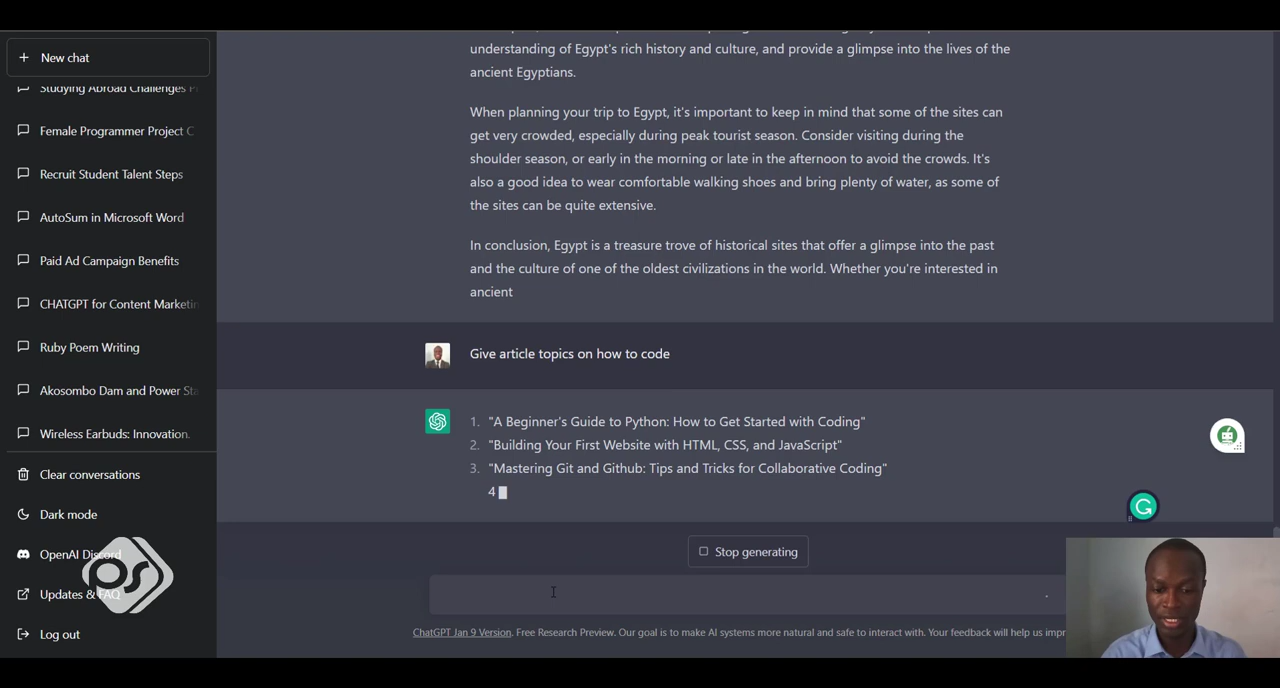 New chat
Studying Abroad Challenges
Female Programmer Project C
Recruit Student Talent Steps
AutoSum in Microsoft Word
Paid Ad Campaign Benefits
CHATGPT for Content Marketin
Ruby Poem Writing
Akosombo Dam and Power Sta
Wireless Earbuds: Innovation.
Clear conversations
Dark mode
OpenAI Discord
Updates & FAQ
Log out
understanding of Egypt's rich history and culture, and provide a glimpse into the lives of the
ancient Egyptians.
When planning your trip to Egypt, it's important to keep in mind that some of the sites can
get very crowded, especially during peak tourist season. Consider visiting during the
shoulder season, or early in the morning or late in the afternoon to avoid the crowds. It's
also a good idea to wear comfortable walking shoes and bring plenty of water, as some of
the sites can be quite extensive.
In conclusion, Egypt is a treasure trove of historical sites that offer a glimpse into the past
and the culture of one of the oldest civilizations in the world. Whether you're interested in
ancient
Give article topics on how to code
1. "A Beginner's Guide to Python: How to Get Started with Coding"
2. "Building Your First Website with HTML, CSS, and JavaScript"
3. "Mastering Git and Github: Tips and Tricks for Collaborative Coding"
4
Stop generating
ChatGPT Jan 9 Version. Free Research Preview. Our goal is to make AI systems more natural and safe to interact with. Your feedback will help us impr
PS